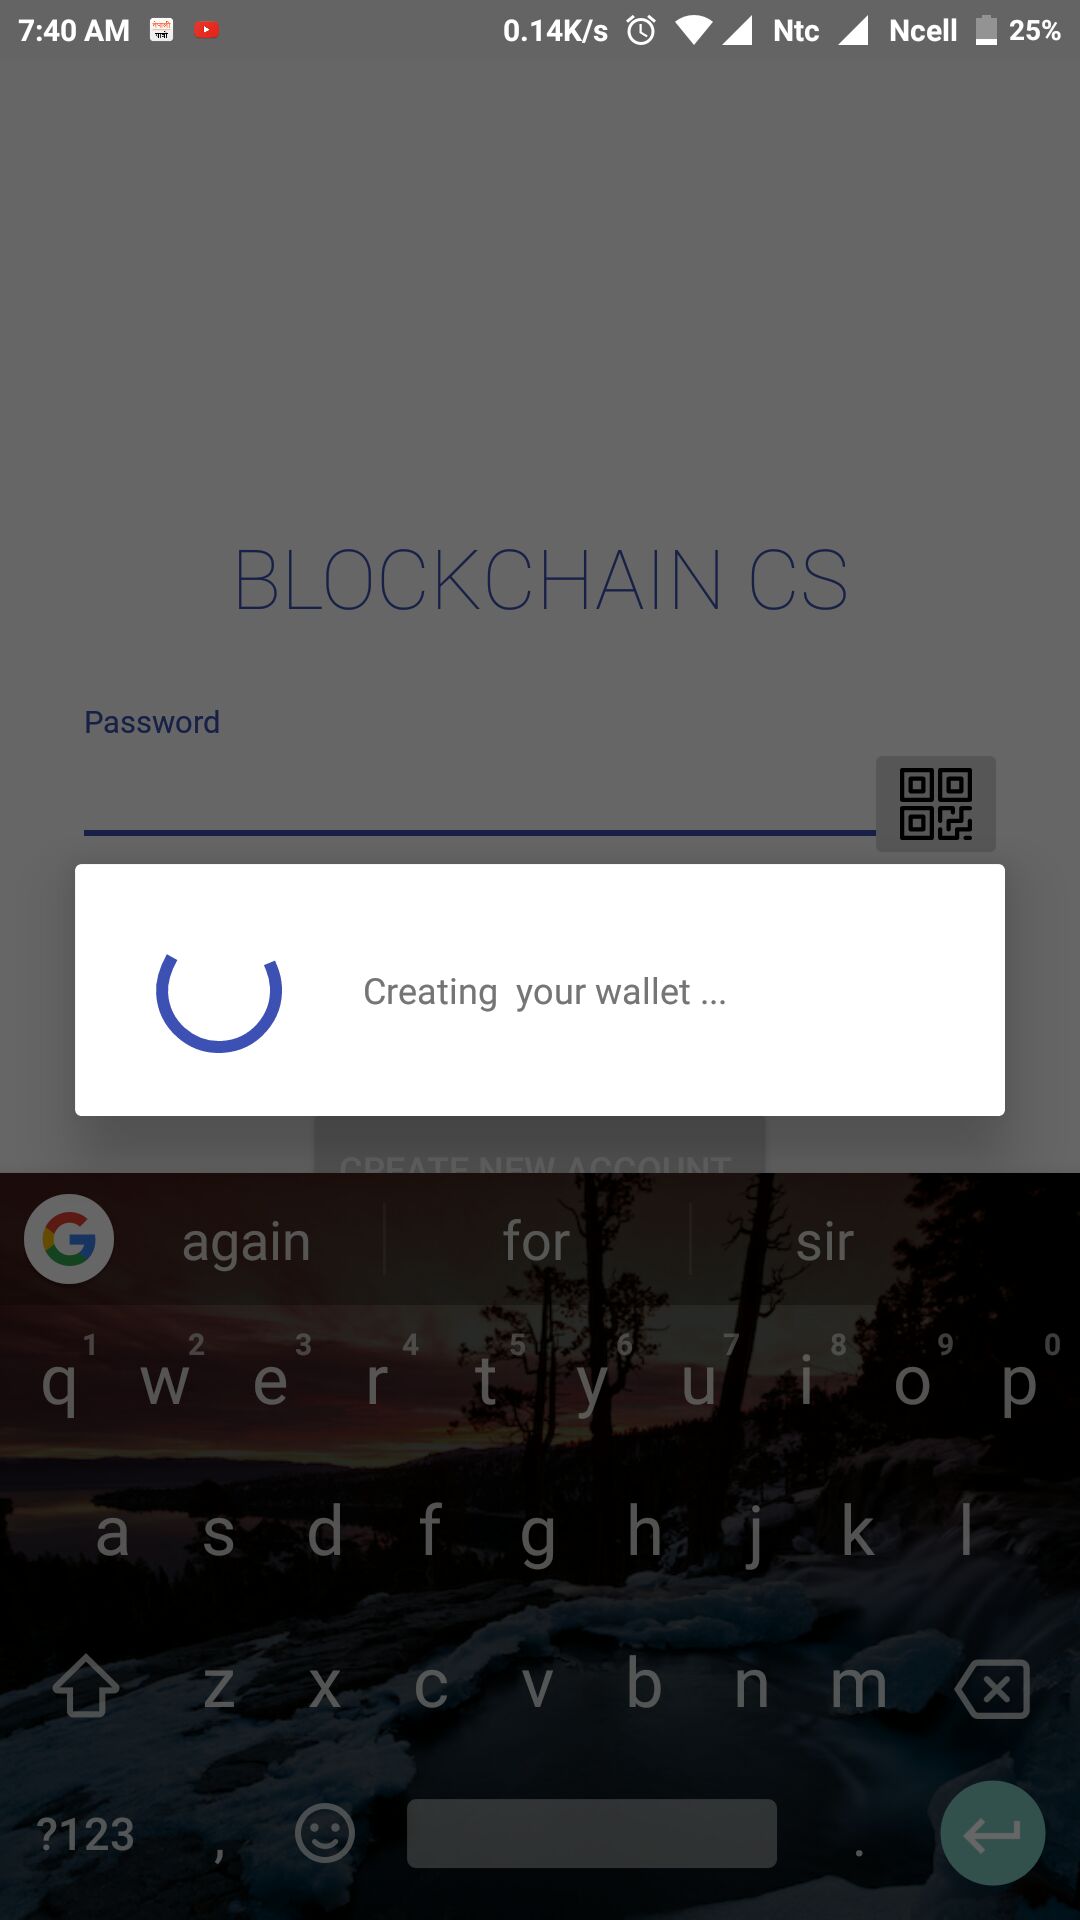 7:40 AM 0.14K/s Ntc Ncell 25%
BLOCKCHAIN CS
Password
Creating your wallet ...
CREATE NEW ACCOUNT
again for sir
1 2 3 4 5 6 7 8 9 0
q w e r t y u i o p
a s d f g h j k l
z x c v b n m
?123 , .